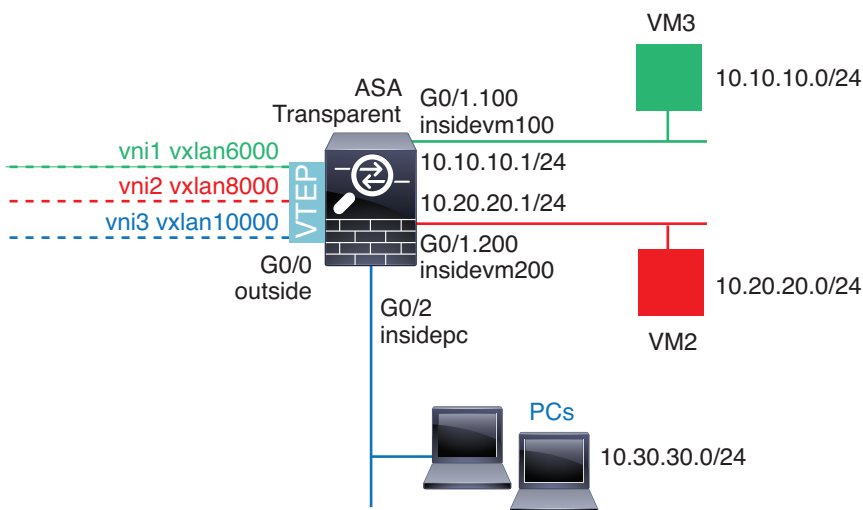 VM3
10.10.10.0/24
ASA
Transparent
G0/1.100
insidevm100
vni1 vxlan6000
vni2 vxlan8000
vni3 vxlan10000
VTEP
10.10.10.1/24
10.20.20.1/24
G0/1.200
insidevm200
G0/0
outside
10.20.20.0/24
VM2
G0/2
insidepc
PCs
10.30.30.0/24